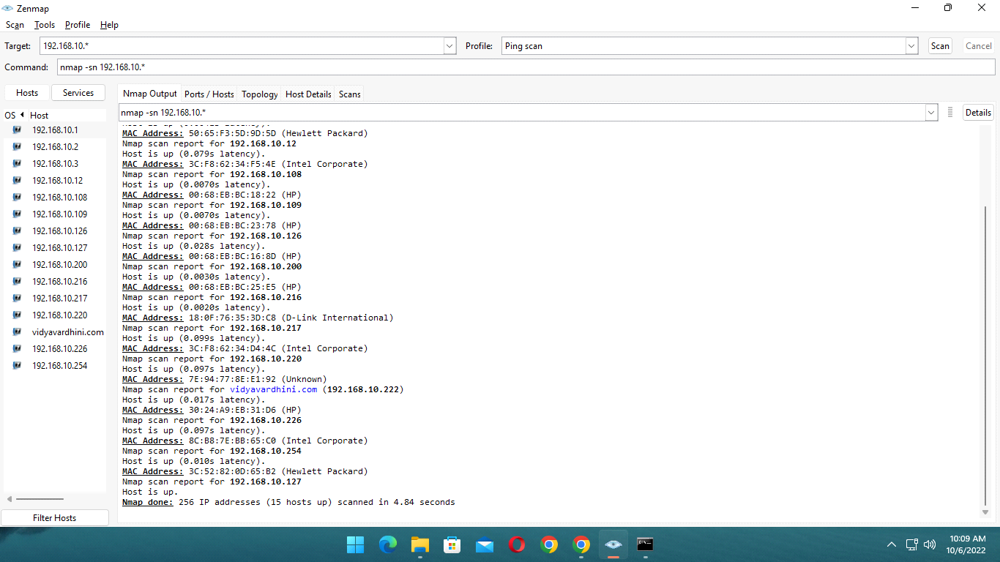 Zenmap
Scan Tools Profile Help
Target: 192.168.10.* Profile: Ping scan Scan Cancel
Command: nmap -sn 192.168.10.*
Hosts Services
Nmap Output Ports / Hosts Topology Host Details Scans
OS Host
nmap -sn 192.168.10.* Details
192.168.10.1
192.168.10.2
192.168.10.3
192.168.10.12
192.168.10.108
192.168.10.109
192.168.10.126
192.168.10.127
192.168.10.200
192.168.10.216
192.168.10.217
192.168.10.220
vidyavardhini.com
192.168.10.226
192.168.10.254
Filter Hosts
MAC Address: 50:65:F3:5D:9D:5D (Hewlett Packard)
Nmap scan report for 192.168.10.12
Host is up (0.079s latency).
MAC Address: 3C:F8:62:34:F5:4E (Intel Corporate)
Nmap scan report for 192.168.10.108
Host is up (0.0070s latency).
MAC Address: 00:68:EB:BC:18:22 (HP)
Nmap scan report for 192.168.10.109
Host is up (0.0070s latency).
MAC Address: 00:68:EB:BC:23:78 (HP)
Nmap scan report for 192.168.10.126
Host is up (0.028s latency).
MAC Address: 00:68:EB:BC:16:8D (HP)
Nmap scan report for 192.168.10.200
Host is up (0.0030s latency).
MAC Address: 00:68:EB:BC:25:E5 (HP)
Nmap scan report for 192.168.10.216
Host is up (0.0020s latency).
MAC Address: 18:0F:76:35:3D:C8 (D-Link International)
Nmap scan report for 192.168.10.217
Host is up (0.099s latency).
MAC Address: 3C:F8:62:34:D4:4C (Intel Corporate)
Nmap scan report for 192.168.10.220
Host is up (0.097s latency).
MAC Address: 7E:94:77:8E:E1:92 (Unknown)
Nmap scan report for vidyavardhini.com (192.168.10.222)
Host is up (0.017s latency).
MAC Address: 30:24:A9:EB:31:D6 (HP)
Nmap scan report for 192.168.10.226
Host is up (0.097s latency).
MAC Address: 8C:B8:7E:BB:65:C0 (Intel Corporate)
Nmap scan report for 192.168.10.254
Host is up (0.010s latency).
MAC Address: 3C:52:82:0D:65:B2 (Hewlett Packard)
Nmap scan report for 192.168.10.127
Host is up.
Nmap done: 256 IP addresses (15 hosts up) scanned in 4.84 seconds
10:09 AM
10/6/2022